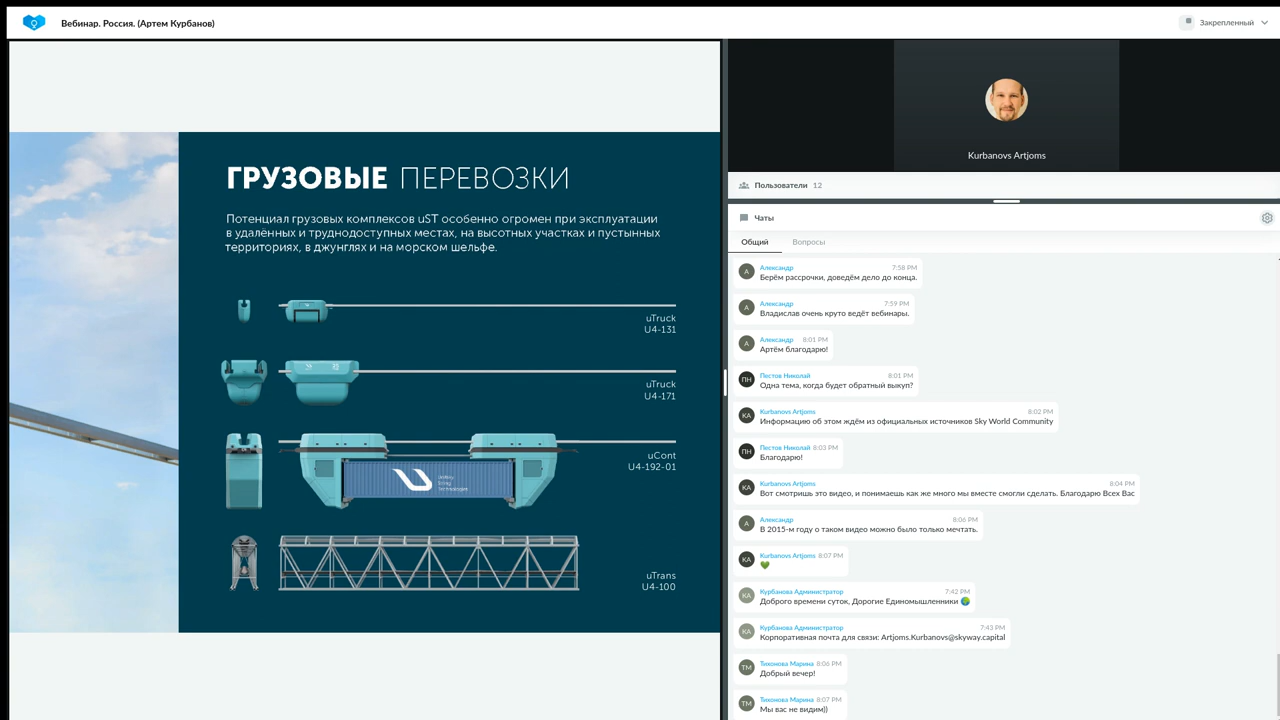 Вебинар. Россия. (Артем Курбанов)
Закрепленный
ГРУЗОВЫЕ ПЕРЕВОЗКИ
Потенциал грузовых комплексов uST особенно огромен при эксплуатации
в удалённых и труднодоступных местах, на высотных участках и пустынных
территориях, в джунглях и на морском шельфе.
uTruck
U4-131
uTruck
U4-171
uCont
U4-192-01
uTrans
U4-100
Kurbanovs Artjoms
Пользователи 12
Чаты
Общий Вопросы
А
Александр 7:58 PM
Берём рассрочки, доведём дело до конца.
А
Александр 7:59 PM
Владислав очень круто ведёт вебинары.
А
Александр 8:01 PM
Артём благодарю!
ПН
Пестов Николай 8:01 PM
Одна тема, когда будет обратный выкуп?
KA
Kurbanovs Artjoms 8:02 PM
Информацию об этом ждём из официальных источников Sky World Community
ПН
Пестов Николай 8:03 PM
Благодарю!
KA
Kurbanovs Artjoms 8:04 PM
Вот смотришь это видео, и понимаешь как же много мы вместе смогли сделать. Благодарю Всех Вас
А
Александр 8:06 PM
В 2015-м году о таком видео можно было только мечтать.
KA
Kurbanovs Artjoms 8:07 PM
💚
КА
Курбанова Администратор 7:42 PM
Доброго времени суток, Дорогие Единомышленники 🌍
КА
Курбанова Администратор 7:43 PM
Корпоративная почта для связи: Artjoms.Kurbanovs@skyway.capital
ТМ
Тихонова Марина 8:06 PM
Добрый вечер!
ТМ
Тихонова Марина 8:07 PM
Мы вас не видим))